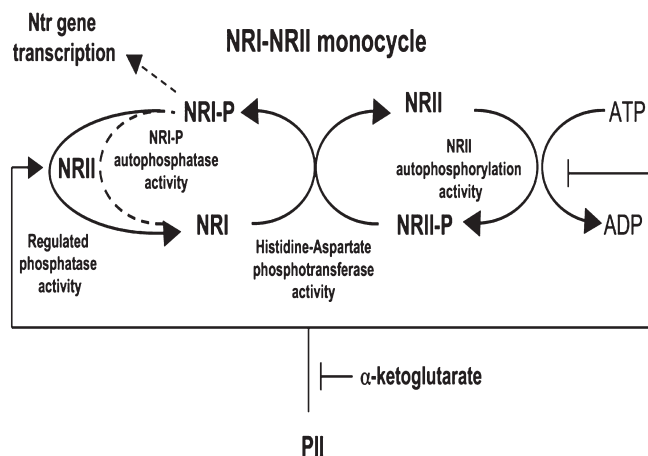 Ntr gene
transcription
NRI-NRII monocycle
NRI-P
NRII
ATP
NRI-P
autophosphatase
activity
NRII
NRII
autophosphorylation
activity
NRI
NRII-P
ADP
Regulated
phosphatase
activity
Histidine-Aspartate
phosphotransferase
activity
α-ketoglutarate
PII